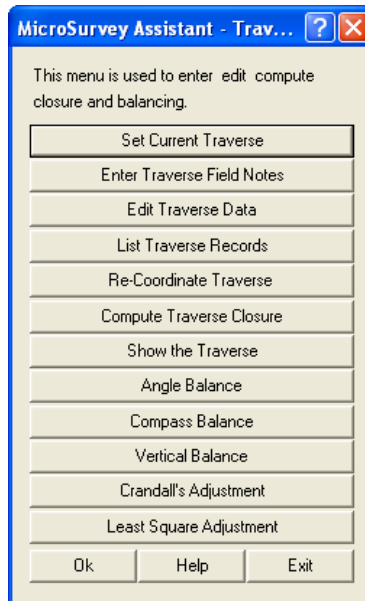 MicroSurvey Assistant - Trav... ?
This menu is used to enter edit compute
closure and balancing.
Set Current Traverse
Enter Traverse Field Notes
Edit Traverse Data
List Traverse Records
Re-Coordinate Traverse
Compute Traverse Closure
Show the Traverse
Angle Balance
Compass Balance
Vertical Balance
Crandall's Adjustment
Least Square Adjustment
Ok Help Exit